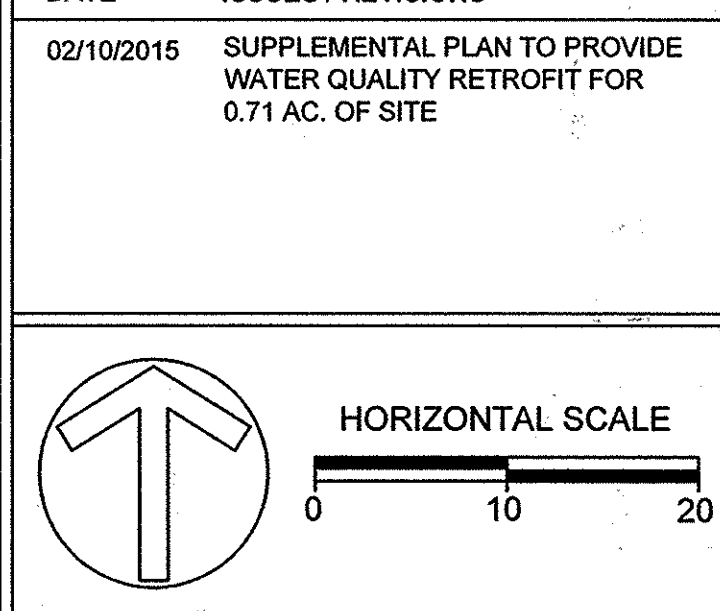 02/10/2015 SUPPLEMENTAL PLAN TO PROVIDE
WATER QUALITY RETROFIT FOR
0.71 AC. OF SITE
HORIZONTAL SCALE
0 10 20